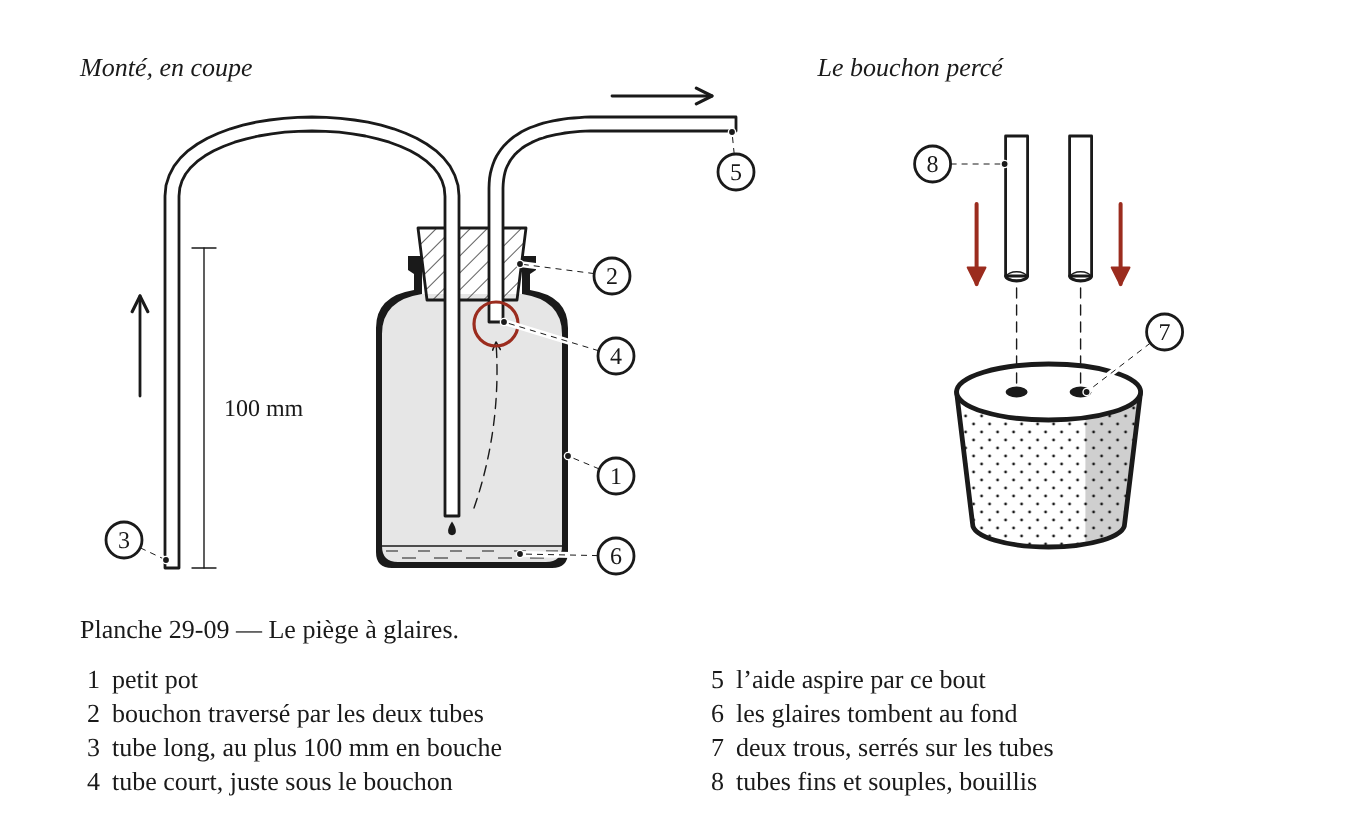 Monté, en coupe
Le bouchon percé
5
8
2
7
4
100 mm
1
3
6
Planche 29-09 — Le piège à glaires.
1 petit pot
2 bouchon traversé par les deux tubes
3 tube long, au plus 100 mm en bouche
4 tube court, juste sous le bouchon
5 l’aide aspire par ce bout
6 les glaires tombent au fond
7 deux trous, serrés sur les tubes
8 tubes fins et souples, bouillis